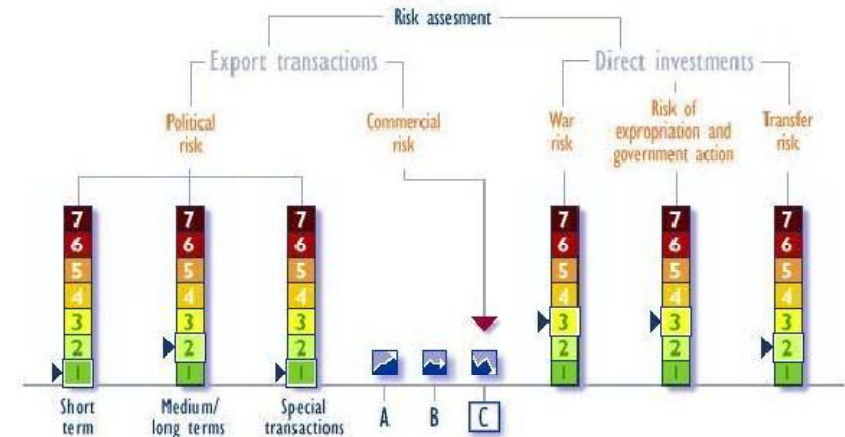 Risk assesment
Export transactions
Direct investments
Political
risk
Commercial
risk
War
risk
Risk of
expropriation and
government action
Transfer
risk
7
6
5
4
3
2
1
7
6
5
4
3
2
1
7
6
5
4
3
2
1
7
6
5
4
3
2
1
7
6
5
4
3
2
1
7
6
5
4
3
2
1
Short
term
Medium/
long terms
Special
transactions
A
B
C